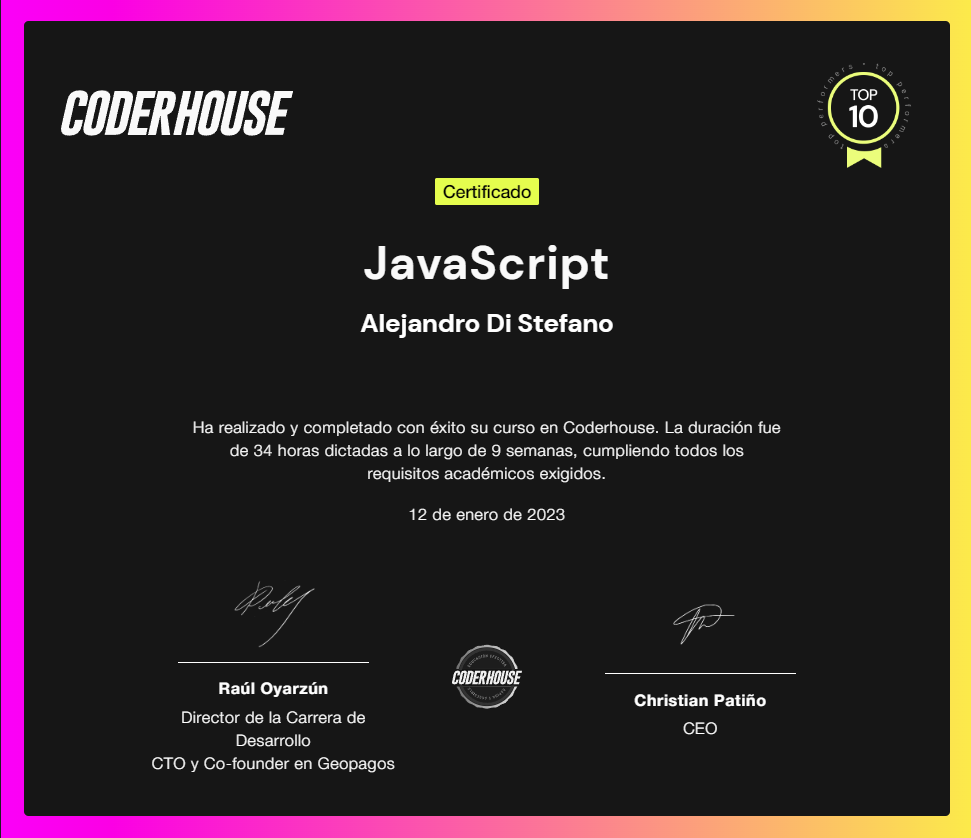 CODERHOUSE
top performers • top performers
TOP
10
Certificado
JavaScript
Alejandro Di Stefano
Ha realizado y completado con éxito su curso en Coderhouse. La duración fue
de 34 horas dictadas a lo largo de 9 semanas, cumpliendo todos los
requisitos académicos exigidos.
12 de enero de 2023
Raúl Oyarzún
Director de la Carrera de
Desarrollo
CTO y Co-founder en Geopagos
CODERHOUSE
Christian Patiño
CEO